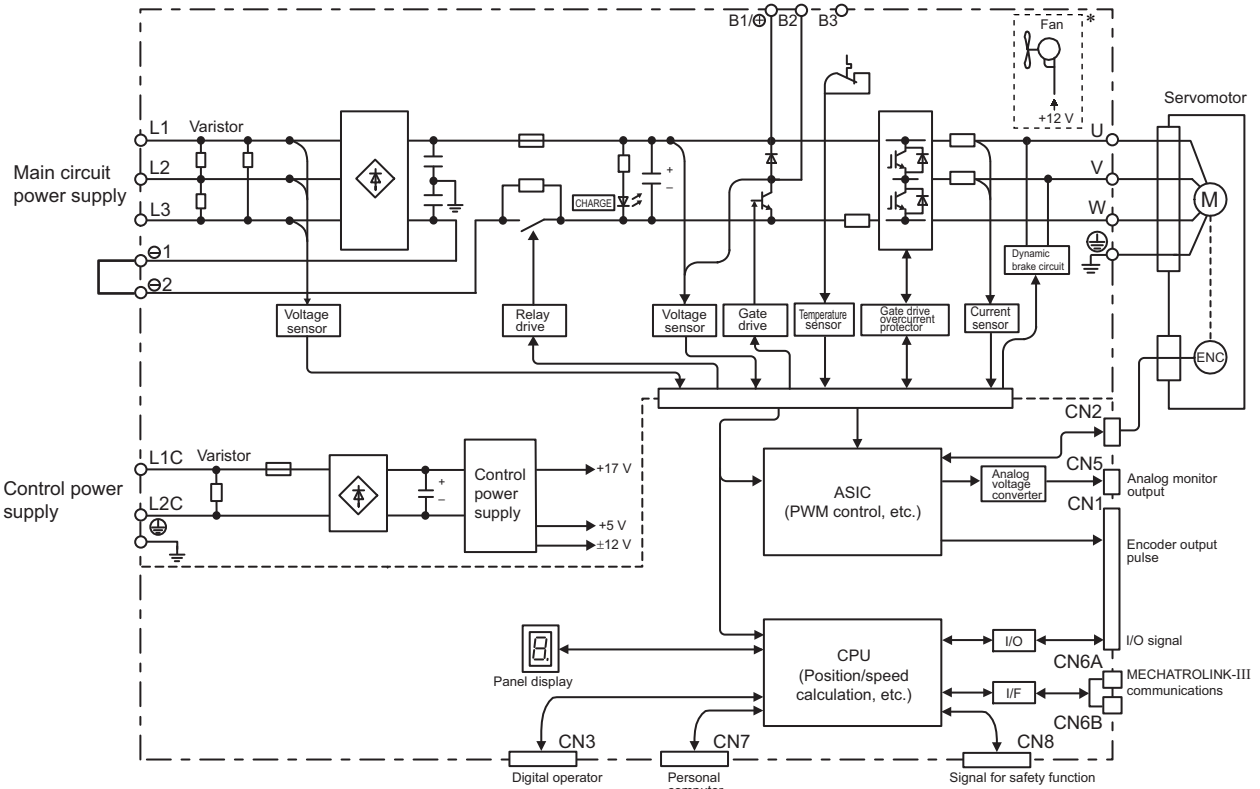 B1/⊕ B2 B3
Fan
*
+12 V
Servomotor
Main circuit
power supply
L1 Varistor
L2
L3
⊖1
⊖2
CHARGE
+
–
U
V
W
M
Dynamic
brake circuit
Voltage
sensor
Relay
drive
Voltage
sensor
Gate
drive
Temperature
sensor
Gate drive
overcurrent
protector
Current
sensor
ENC
CN2
Control power
supply
L1C Varistor
L2C
+
–
Control
power
supply
+17 V
+5 V
±12 V
ASIC
(PWM control, etc.)
Analog
voltage
converter
CN5
Analog monitor
output
CN1
Encoder output
pulse
I/O signal
8.
Panel display
CPU
(Position/speed
calculation, etc.)
I/O
I/F
CN6A
MECHATROLINK-III
communications
CN6B
CN3
Digital operator
CN7
Personal
computer
CN8
Signal for safety function